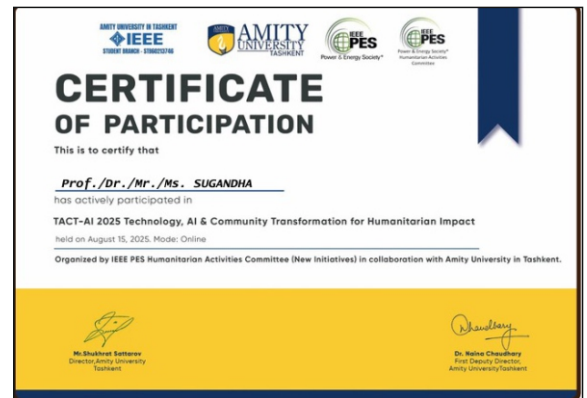 AMITY UNIVERSITY IN TASHKENT
IEEE
STUDENT BRANCH - STB60213746
AMITY
UNIVERSITY
TASHKENT
IEEE
PES
Power & Energy Society®
IEEE
PES
Power & Energy Society®
Humanitarian Activities
Committee
CERTIFICATE
OF PARTICIPATION
This is to certify that
Prof./Dr./Mr./Ms. SUGANDHA
has actively participated in
TACT-AI 2025 Technology, AI & Community Transformation for Humanitarian Impact
held on August 15, 2025. Mode: Online
Organized by IEEE PES Humanitarian Activities Committee (New Initiatives) in collaboration with Amity University in Tashkent.
Mr.Shukhrat Sattarov
Director,Amity University
Tashkent
Dr. Naina Chaudhary
First Deputy Director,
Amity UniversityTashkent